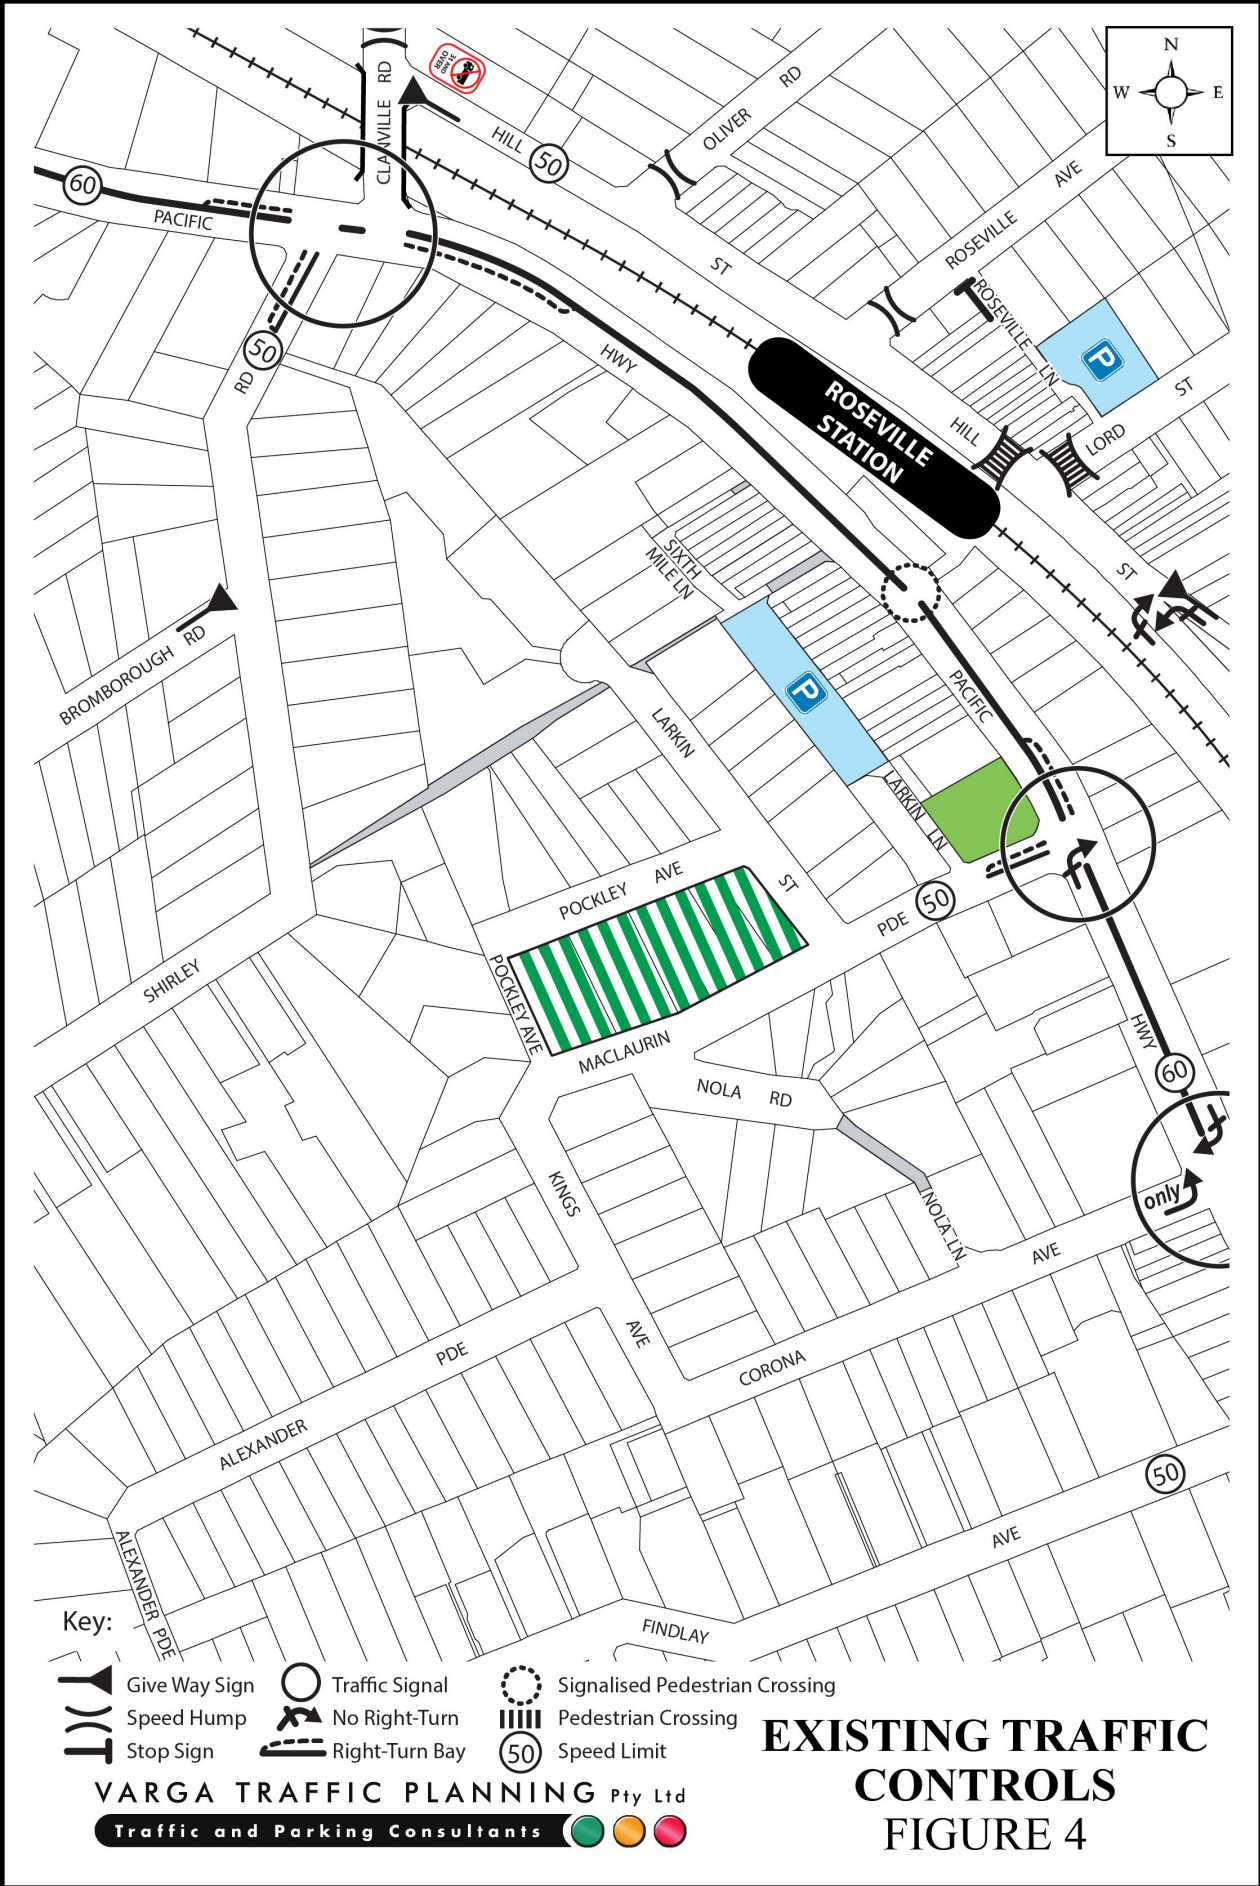 N
W E
S
3t AND
OVER
CLANVILLE RD
HILL
50
OLIVER RD
60
PACIFIC
ROSEVILLE AVE
ST
ROSEVILLE LN
P
50
RD
HWY
ROSEVILLE
STATION
HILL
LORD ST
SIXTH
MILE LN
ST
BROMBOROUGH RD
P
PACIFIC
LARKIN
LARKIN LN
POCKLEY AVE
ST
PDE
50
SHIRLEY
POCKLEY AVE
MACLAURIN
HWY
NOLA RD
60
KINGS
only
NOLA LN
AVE
AVE
PDE
CORONA
ALEXANDER
50
AVE
ALEXANDER PDE
FINDLAY
Key:
Give Way Sign
Traffic Signal
Signalised Pedestrian Crossing
Speed Hump
No Right-Turn
Pedestrian Crossing
Stop Sign
Right-Turn Bay
50
Speed Limit
VARGA TRAFFIC PLANNING Pty Ltd
Traffic and Parking Consultants
EXISTING TRAFFIC
CONTROLS
FIGURE 4